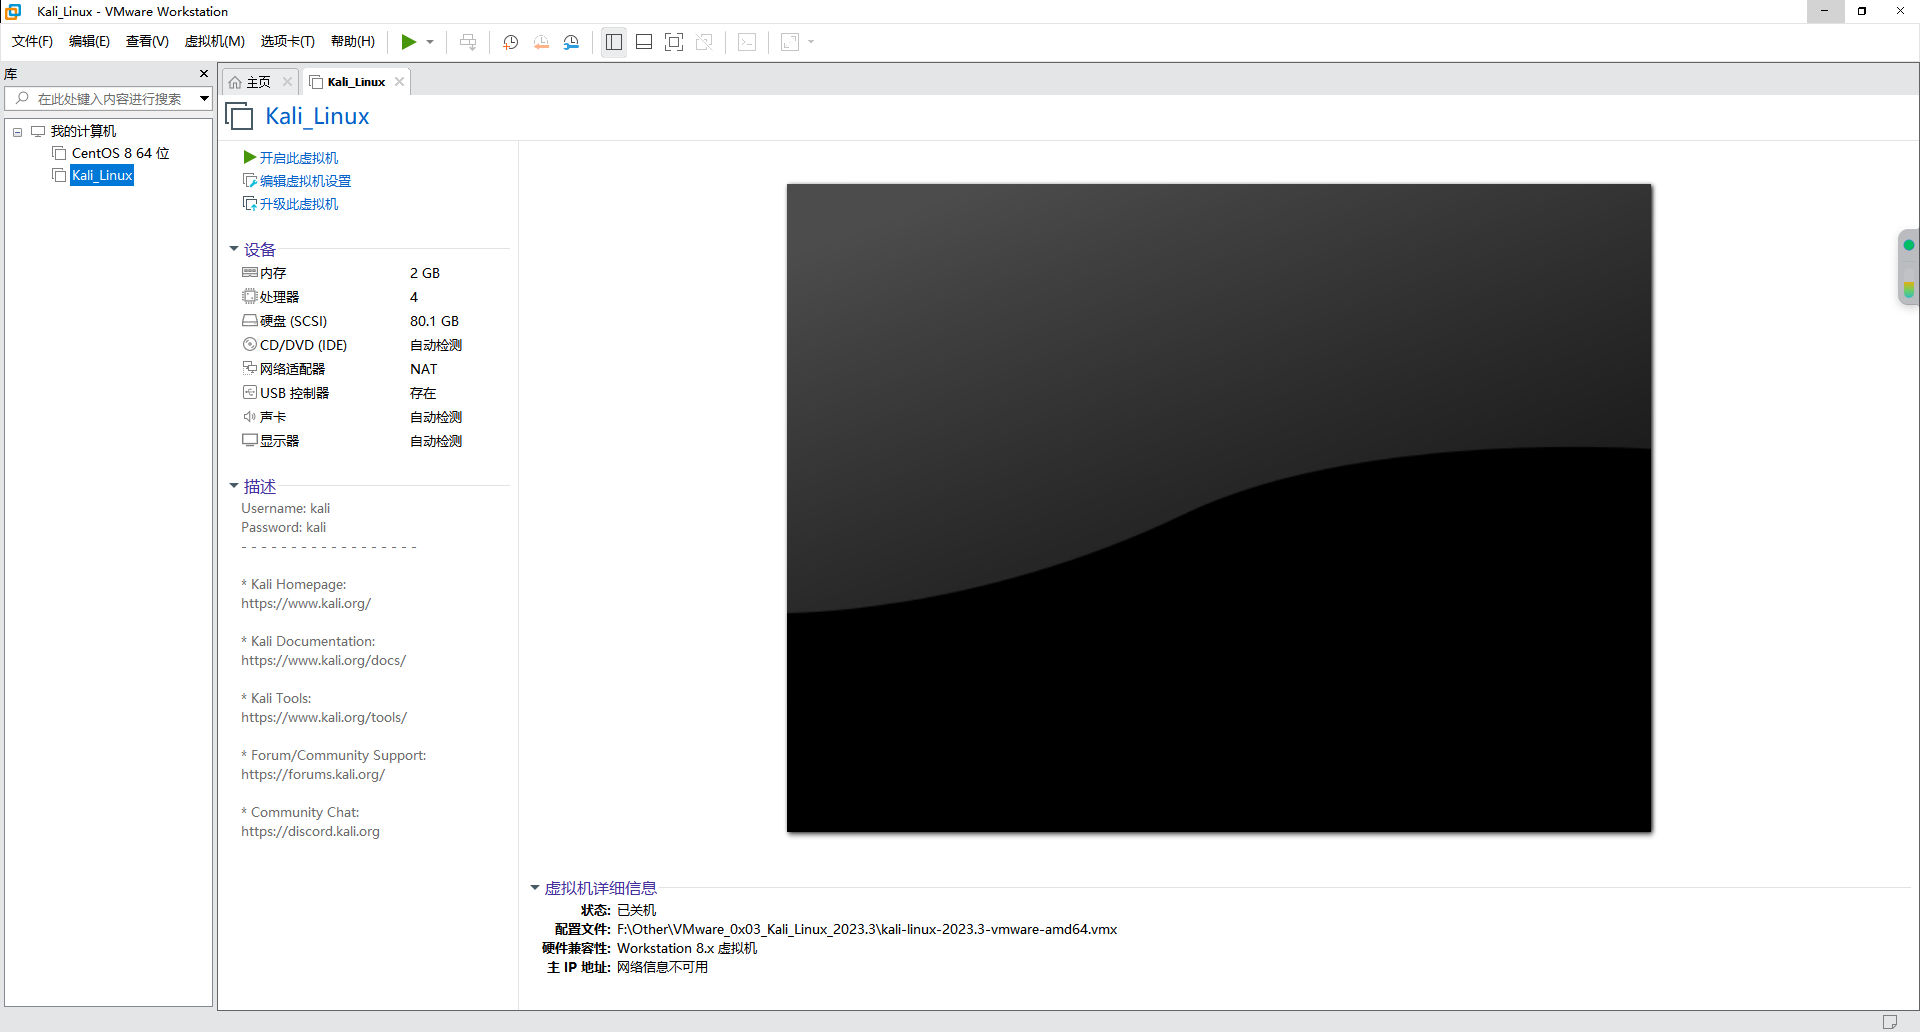 Kali_Linux - VMware Workstation
文件(F) 编辑(E) 查看(V) 虚拟机(M) 选项卡(T) 帮助(H)
库
在此处键入内容进行搜索
我的计算机
CentOS 8 64 位
Kali_Linux
主页
Kali_Linux
Kali_Linux
开启此虚拟机
编辑虚拟机设置
升级此虚拟机
设备
内存 2 GB
处理器 4
硬盘 (SCSI) 80.1 GB
CD/DVD (IDE) 自动检测
网络适配器 NAT
USB 控制器 存在
声卡 自动检测
显示器 自动检测
描述
Username: kali
Password: kali
- - - - - - - - - - - - - - - - - -
* Kali Homepage:
https://www.kali.org/
* Kali Documentation:
https://www.kali.org/docs/
* Kali Tools:
https://www.kali.org/tools/
* Forum/Community Support:
https://forums.kali.org/
* Community Chat:
https://discord.kali.org
虚拟机详细信息
状态: 已关机
配置文件: F:\Other\VMware_0x03_Kali_Linux_2023.3\kali-linux-2023.3-vmware-amd64.vmx
硬件兼容性: Workstation 8.x 虚拟机
主 IP 地址: 网络信息不可用